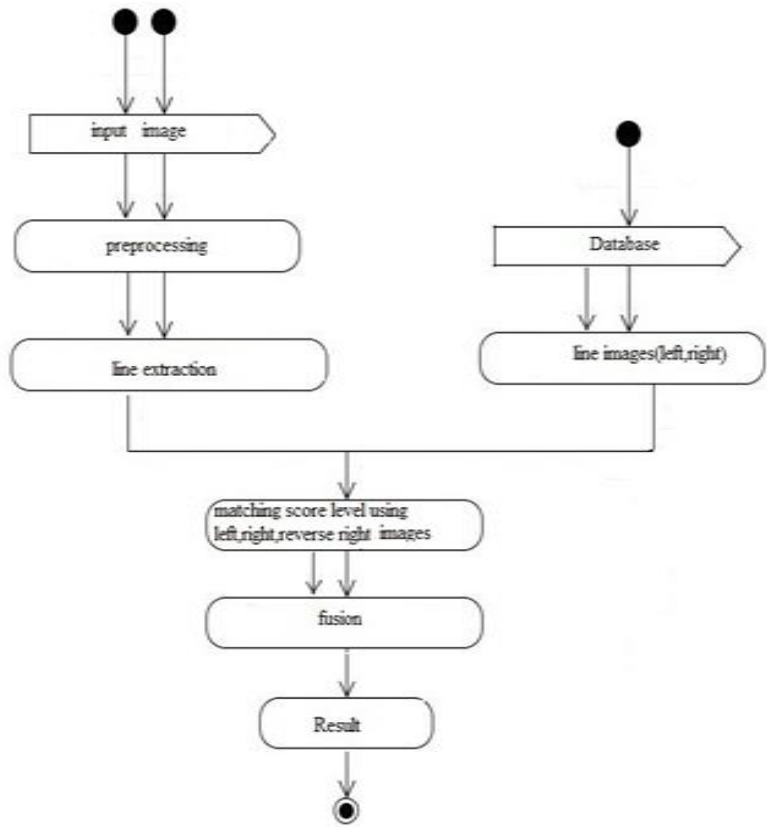 input image
preprocessing
line extraction
Database
line images(left,right)
matching score level using
left,right,reverse right images
fusion
Result